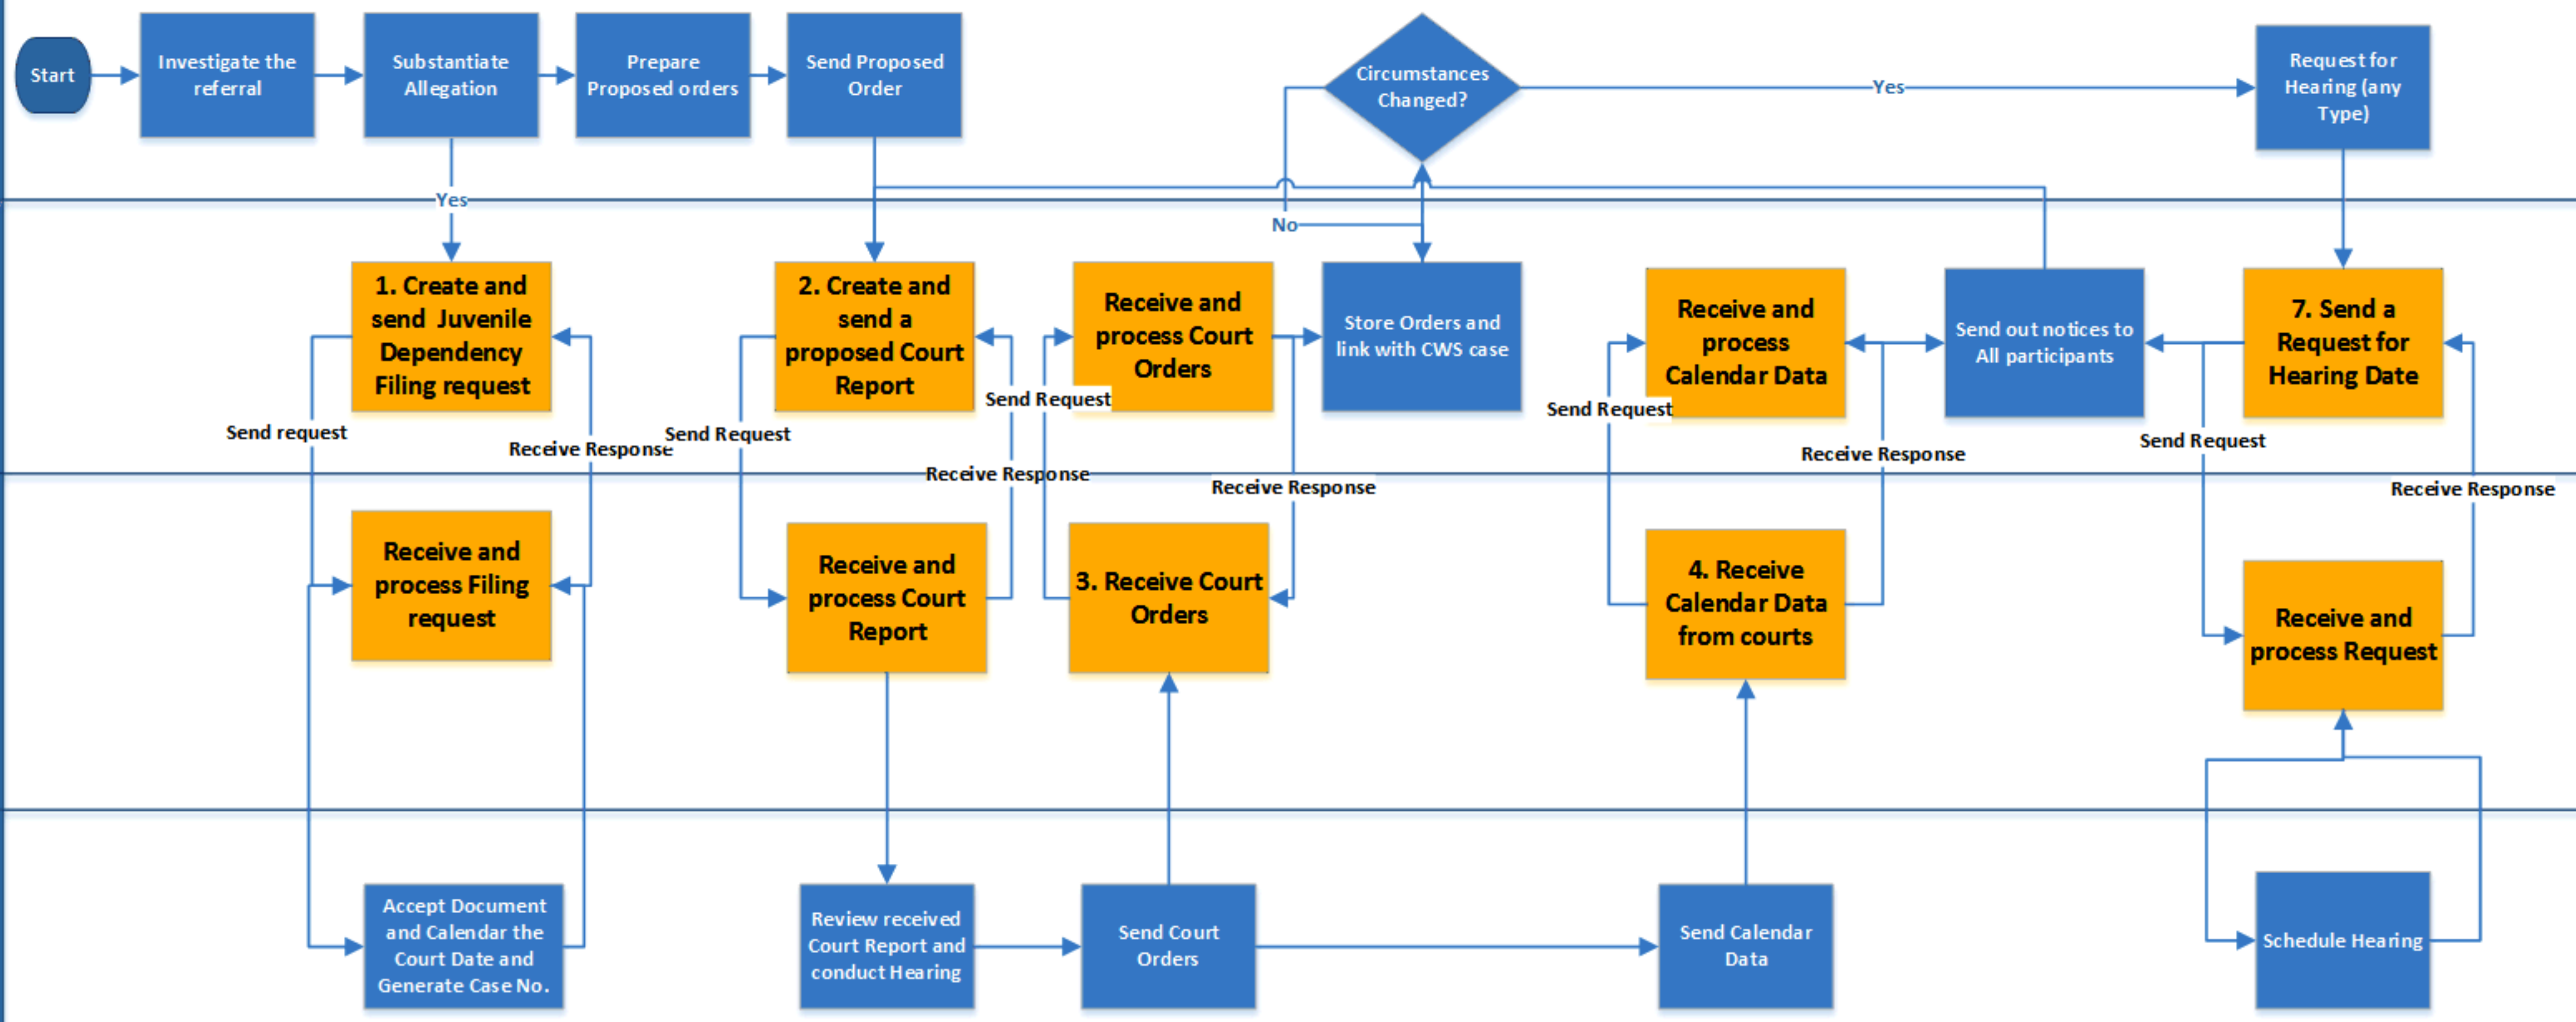 Start
Investigate the
referral
Substantiate
Allegation
Prepare
Proposed orders
Send Proposed
Order
Circumstances
Changed?
Yes
Request for
Hearing (any
Type)
Yes
No
1. Create and
send Juvenile
Dependency
Filing request
2. Create and
send a
proposed Court
Report
Receive and
process Court
Orders
Store Orders and
link with CWS case
Receive and
process
Calendar Data
Send out notices to
All participants
7. Send a
Request for
Hearing Date
Send request
Receive Response
Send Request
Receive Response
Send Request
Receive Response
Send Request
Receive Response
Send Request
Receive Response
Receive and
process Filing
request
Receive and
process Court
Report
3. Receive Court
Orders
4. Receive
Calendar Data
from courts
Receive and
process Request
Accept Document
and Calendar the
Court Date and
Generate Case No.
Review received
Court Report and
conduct Hearing
Send Court
Orders
Send Calendar
Data
Schedule Hearing